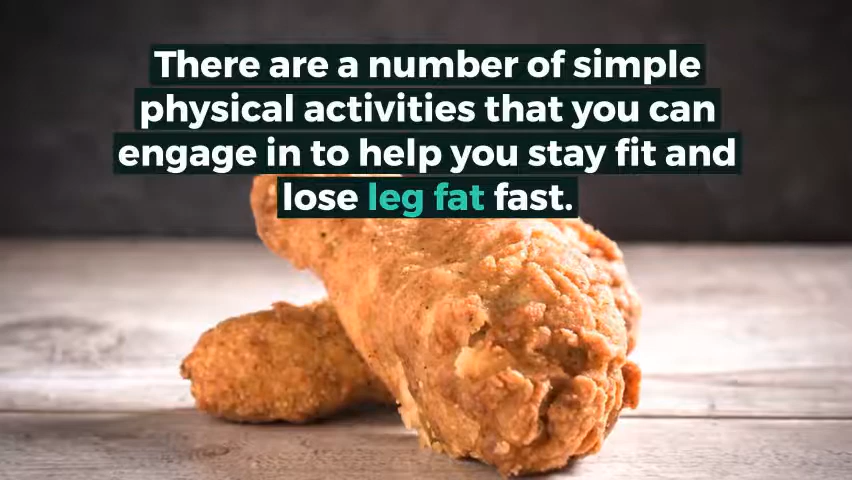 There are a number of simple
physical activities that you can
engage in to help you stay fit and
lose leg fat fast.